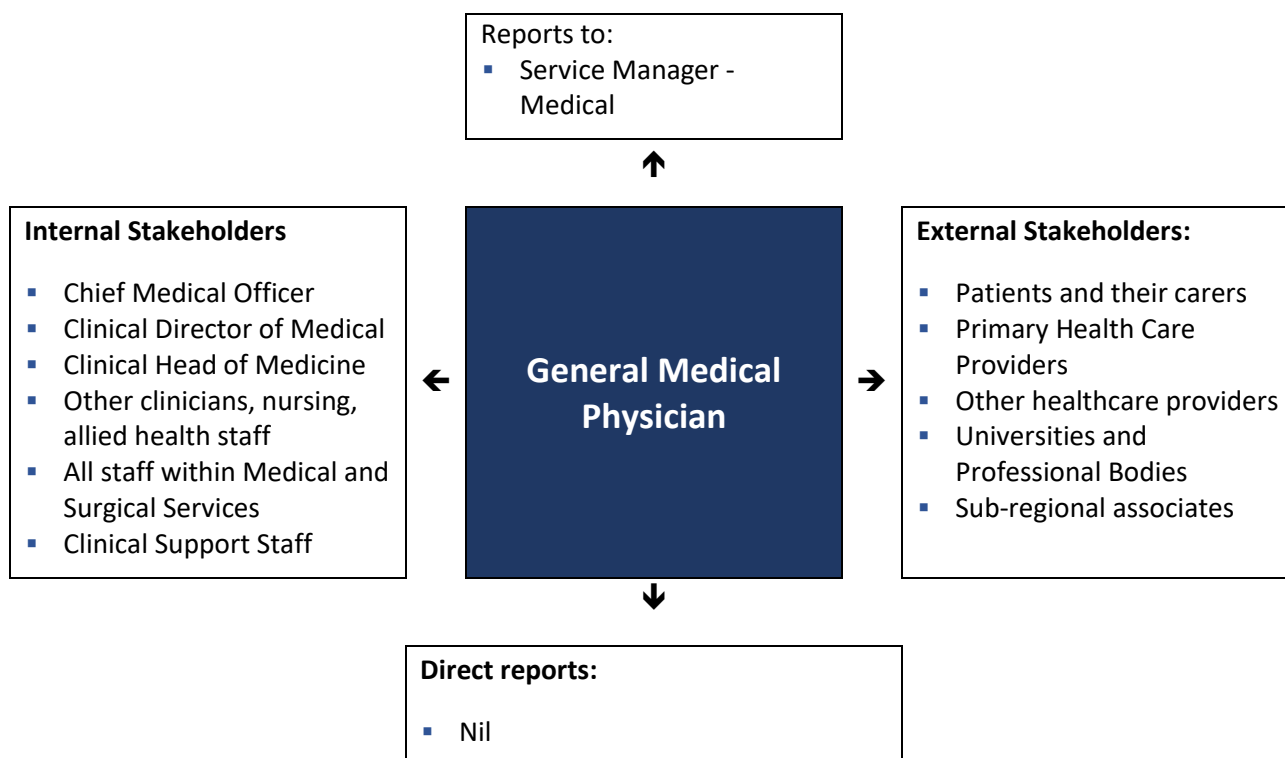 Reports to:
▪ Service Manager -
Medical
Internal Stakeholders
▪ Chief Medical Officer
▪ Clinical Director of Medical
▪ Clinical Head of Medicine
▪ Other clinicians, nursing,
allied health staff
▪ All staff within Medical and
Surgical Services
▪ Clinical Support Staff
General Medical
Physician
External Stakeholders:
▪ Patients and their carers
▪ Primary Health Care
Providers
▪ Other healthcare providers
▪ Universities and
Professional Bodies
▪ Sub-regional associates
Direct reports:
▪ Nil